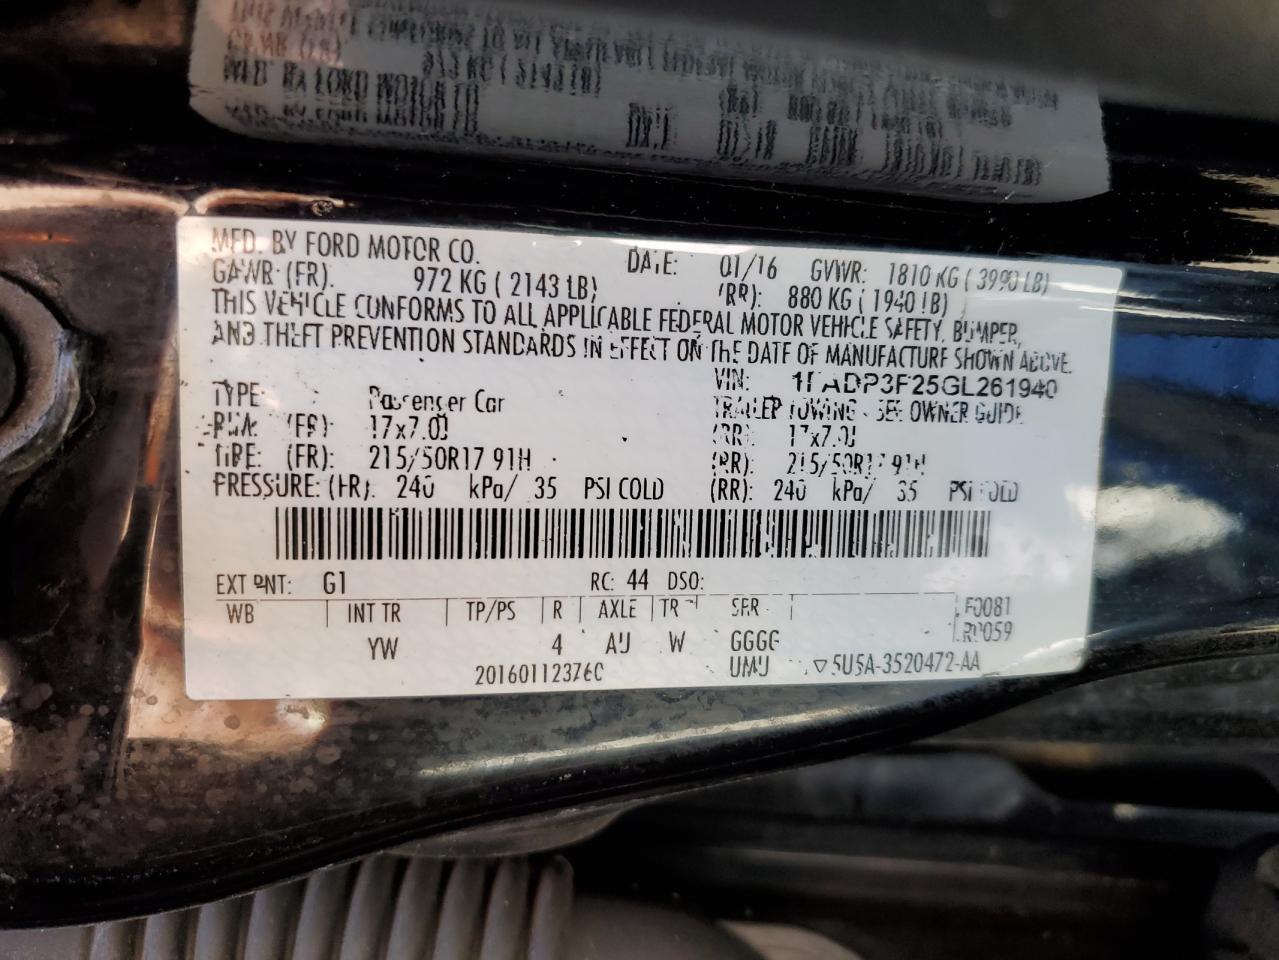 MFD. BY FORD MOTOR CO. DATE: 01/16 GVWR: 1810 KG ( 3990 LB)
GAWR: (FR): 972 KG ( 2143 LB) (RR): 880 KG ( 1940 LB)
THIS VEHICLE CONFORMS TO ALL APPLICABLE FEDERAL MOTOR VEHICLE SAFETY, BUMPER,
AND THEFT PREVENTION STANDARDS IN EFFECT ON THE DATE OF MANUFACTURE SHOWN ABOVE.
VIN: 1FADP3F25GL261940
TYPE: Passenger Car TRAILER TOWING - SEE OWNER GUIDE
(FR): 17x7.0J (RR): 17x7.0J
TIRE: (FR): 215/50R17 91H (RR): 215/50R17 91H
PRESSURE: (FR): 240 kPa/ 35 PSI COLD (RR): 240 kPa/ 35 PSI COLD
EXT PNT: G1 RC: 44 DSO:
WB | INT TR | TP/PS | R | AXLE | TR | SPR | F0081
YW 4 AU W GGGG R0059
20160112376C UMU ▽5U5A-3520472-AA